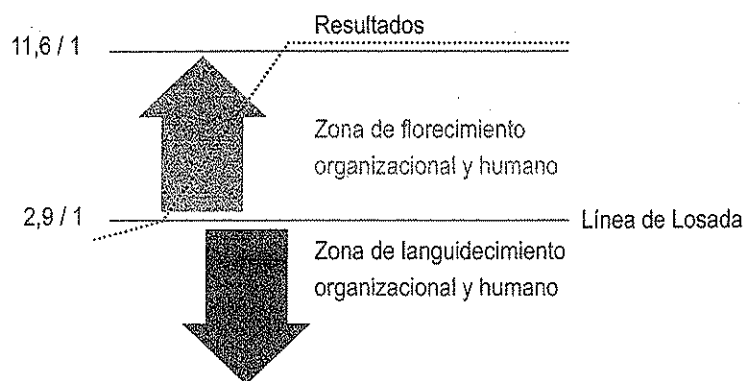 Resultados
11,6 / 1
Zona de florecimiento
organizacional y humano
2,9 / 1
Línea de Losada
Zona de languidecimiento
organizacional y humano